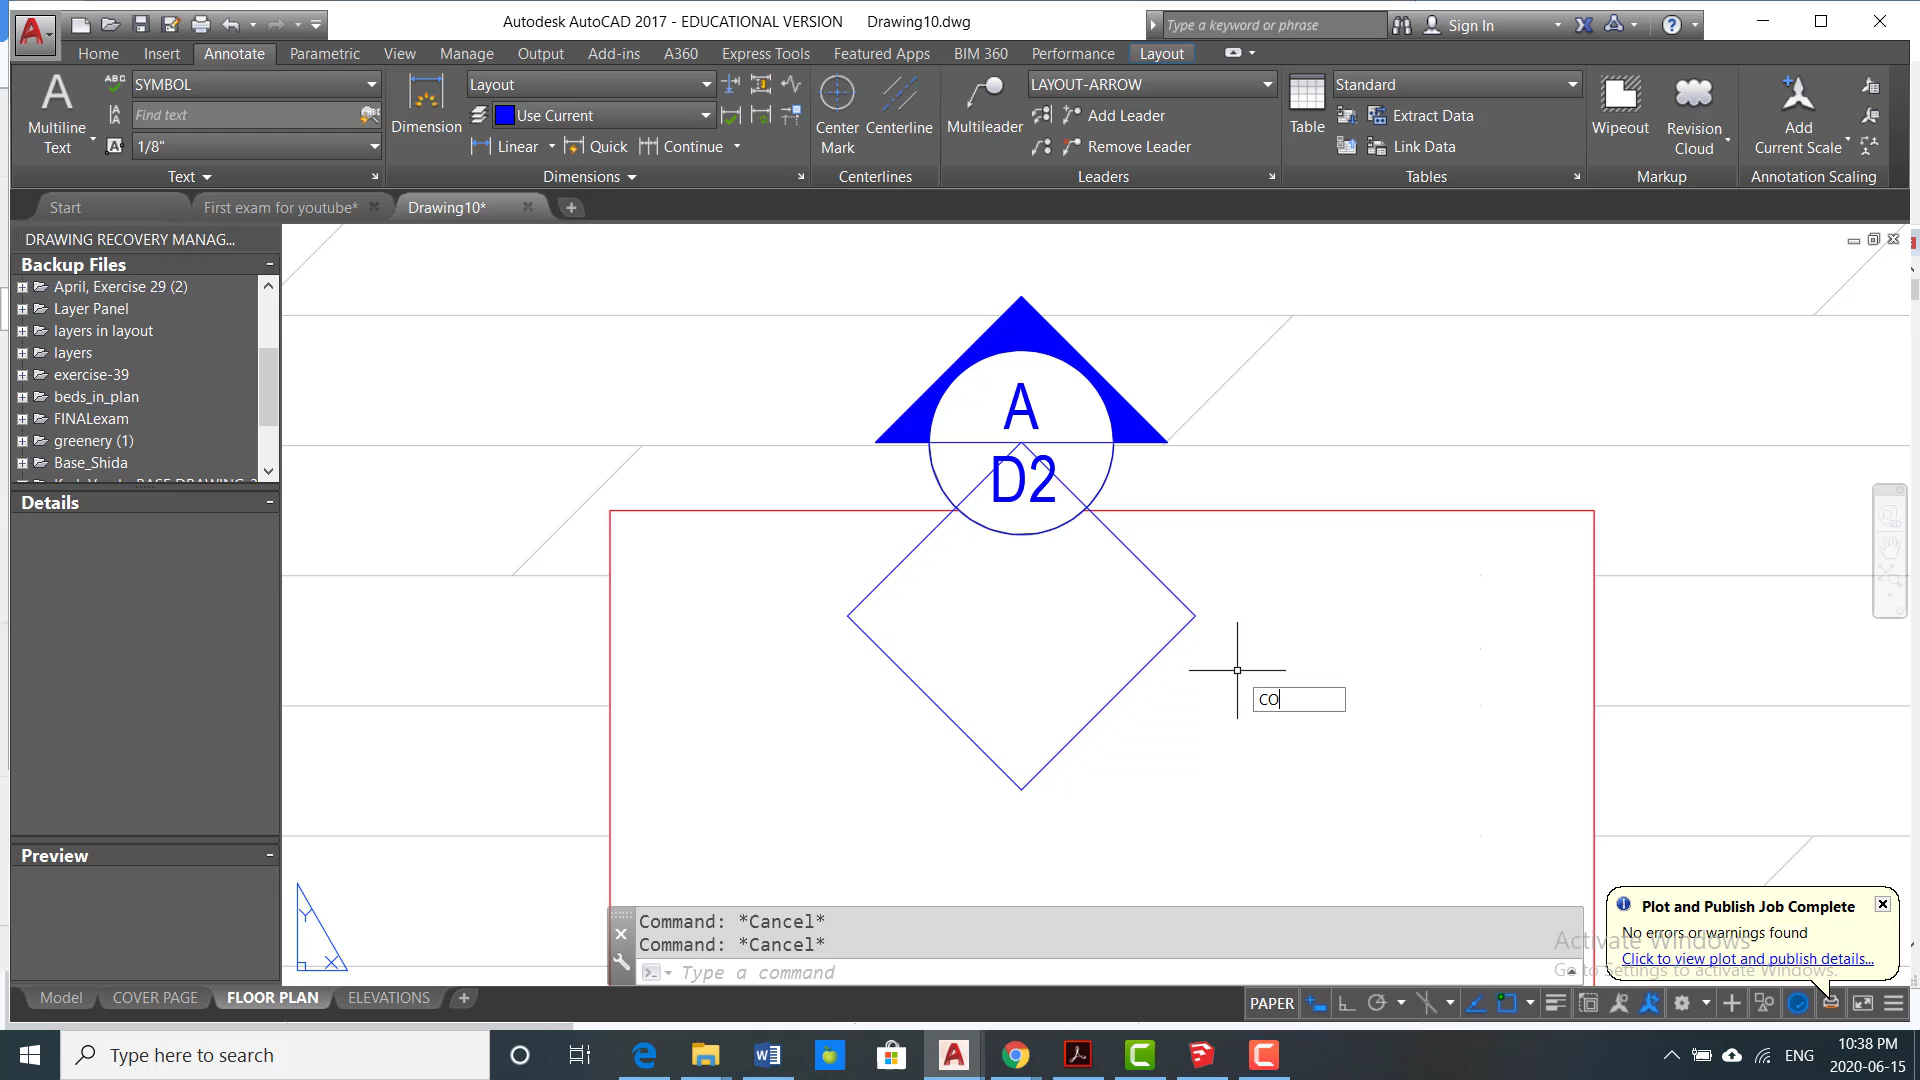 Autodesk AutoCAD 2017 - EDUCATIONAL VERSION Drawing10.dwg
Type a keyword or phrase
Sign In
Home Insert Annotate Parametric View Manage Output Add-ins A360 Express Tools Featured Apps BIM 360 Performance Layout
A
Multiline Text
ABC
SYMBOL
Find text
1/8"
Text
Dimension
Layout
Use Current
Linear Quick Continue
Dimensions
Center Mark
Centerline
Centerlines
Multileader
LAYOUT-ARROW
Add Leader
Remove Leader
Leaders
Table
Standard
Extract Data
Link Data
Tables
Wipeout
Revision Cloud
Markup
Add Current Scale
Annotation Scaling
Start First exam for youtube* Drawing10*
DRAWING RECOVERY MANAG...
Backup Files
April, Exercise 29 (2)
Layer Panel
layers in layout
layers
exercise-39
beds_in_plan
FINALexam
greenery (1)
Base_Shida
Details
Preview
A
D2
CO
Y
X
Command: *Cancel*
Command: *Cancel*
Type a command
Plot and Publish Job Complete
No errors or warnings found
Click to view plot and publish details...
Activate Windows
Go to Settings to activate Windows.
Model COVER PAGE FLOOR PLAN ELEVATIONS
PAPER
Type here to search
ENG
10:38 PM
2020-06-15